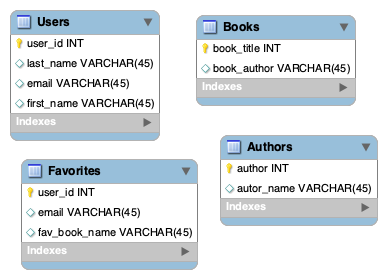 Users
user_id INT
last_name VARCHAR(45)
email VARCHAR(45)
first_name VARCHAR(45)
Indexes
Books
book_title INT
book_author VARCHAR(45)
Indexes
Favorites
user_id INT
email VARCHAR(45)
fav_book_name VARCHAR(45)
Indexes
Authors
author INT
autor_name VARCHAR(45)
Indexes